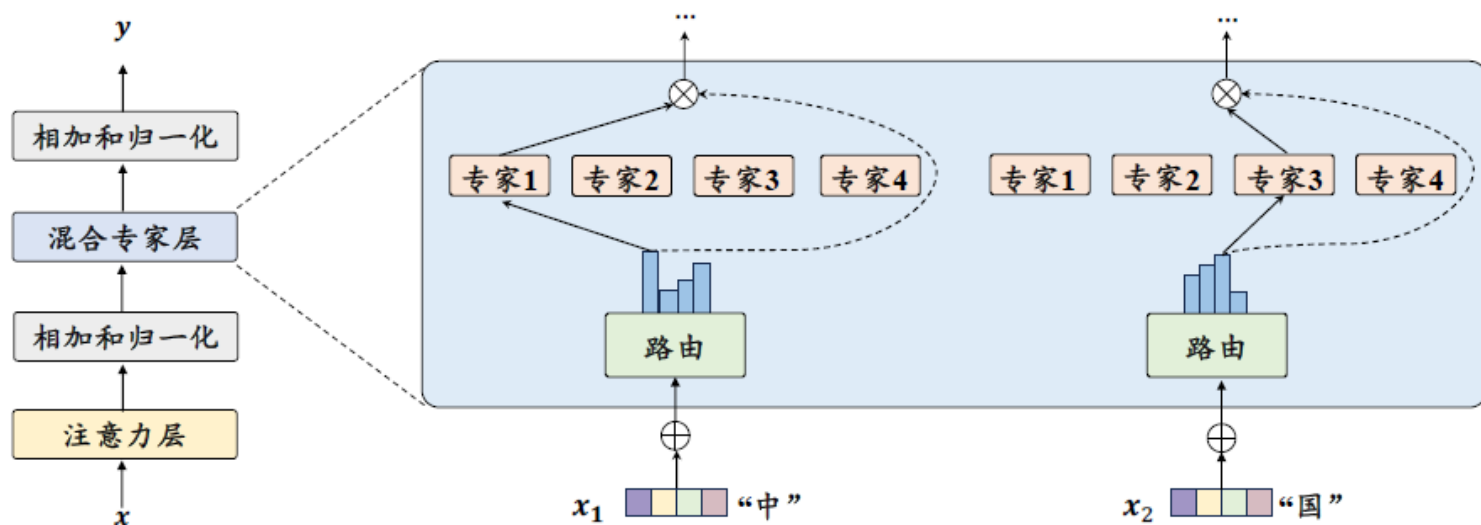 y
相加和归一化
混合专家层
相加和归一化
注意力层
x
...
专家1 专家2 专家3 专家4
路由
x₁ “中”
...
专家1 专家2 专家3 专家4
路由
x₂ “国”